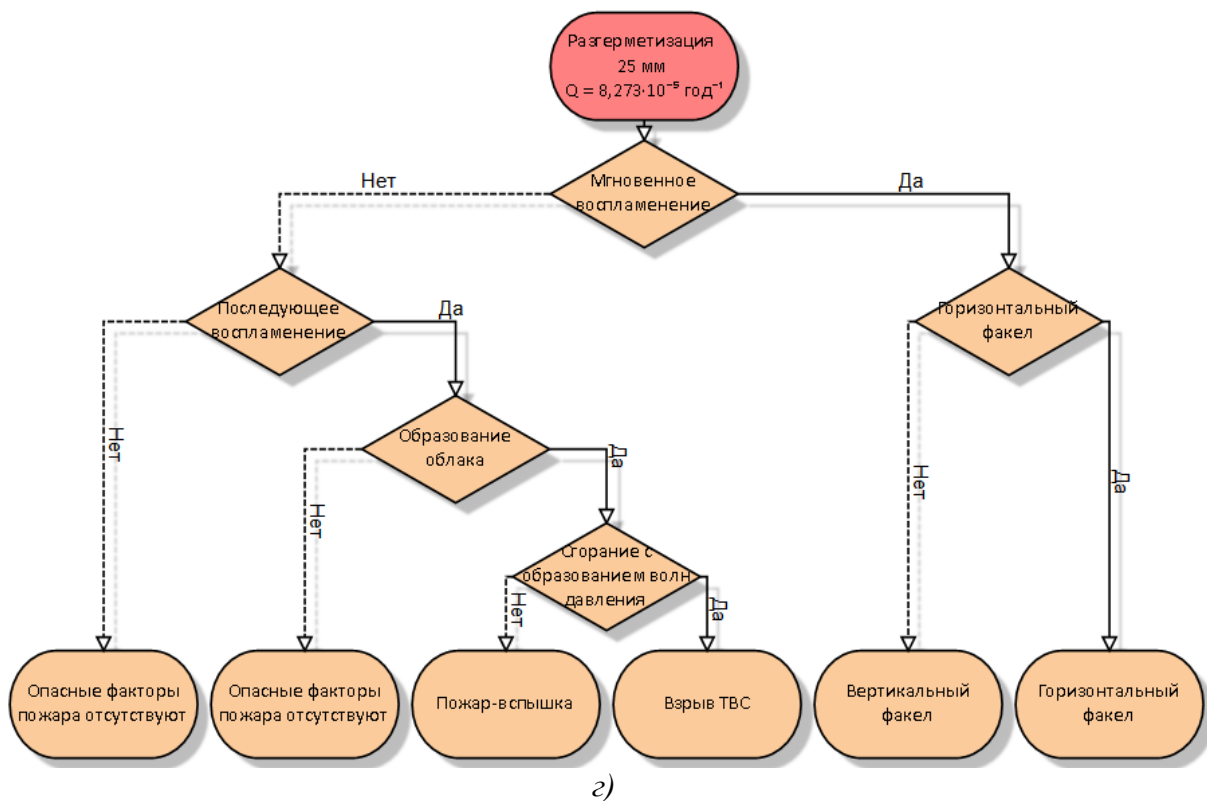 Разгерметизация
25 мм
Q = 8,273·10⁻⁵ год⁻¹
Мгновенное
воспламенение
Нет
Да
Последующее
воспламенение
Да
Горизонтальный
факел
Нет
Образование
облака
Нет
Да
Сгорание с
образованием волн
давления
Нет
Да
Нет
Да
Опасные факторы
пожара отсутствуют
Опасные факторы
пожара отсутствуют
Пожар-вспышка
Взрыв ТВС
Вертикальный
факел
Горизонтальный
факел
г)